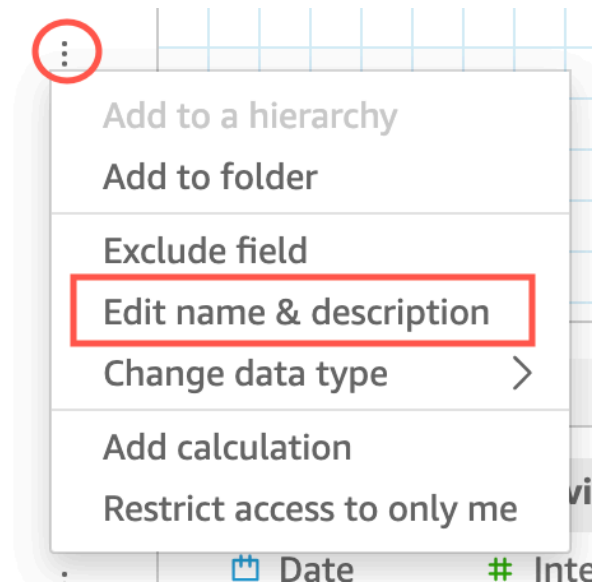 Add to a hierarchy
Add to folder
Exclude field
Edit name & description
Change data type
Add calculation
Restrict access to only me
Date
# Inte